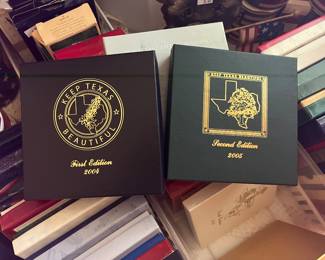 KEEP TEXAS
BEAUTIFUL
First Edition
2004
KEEP TEXAS BEAUTIFUL
Second Edition
2005